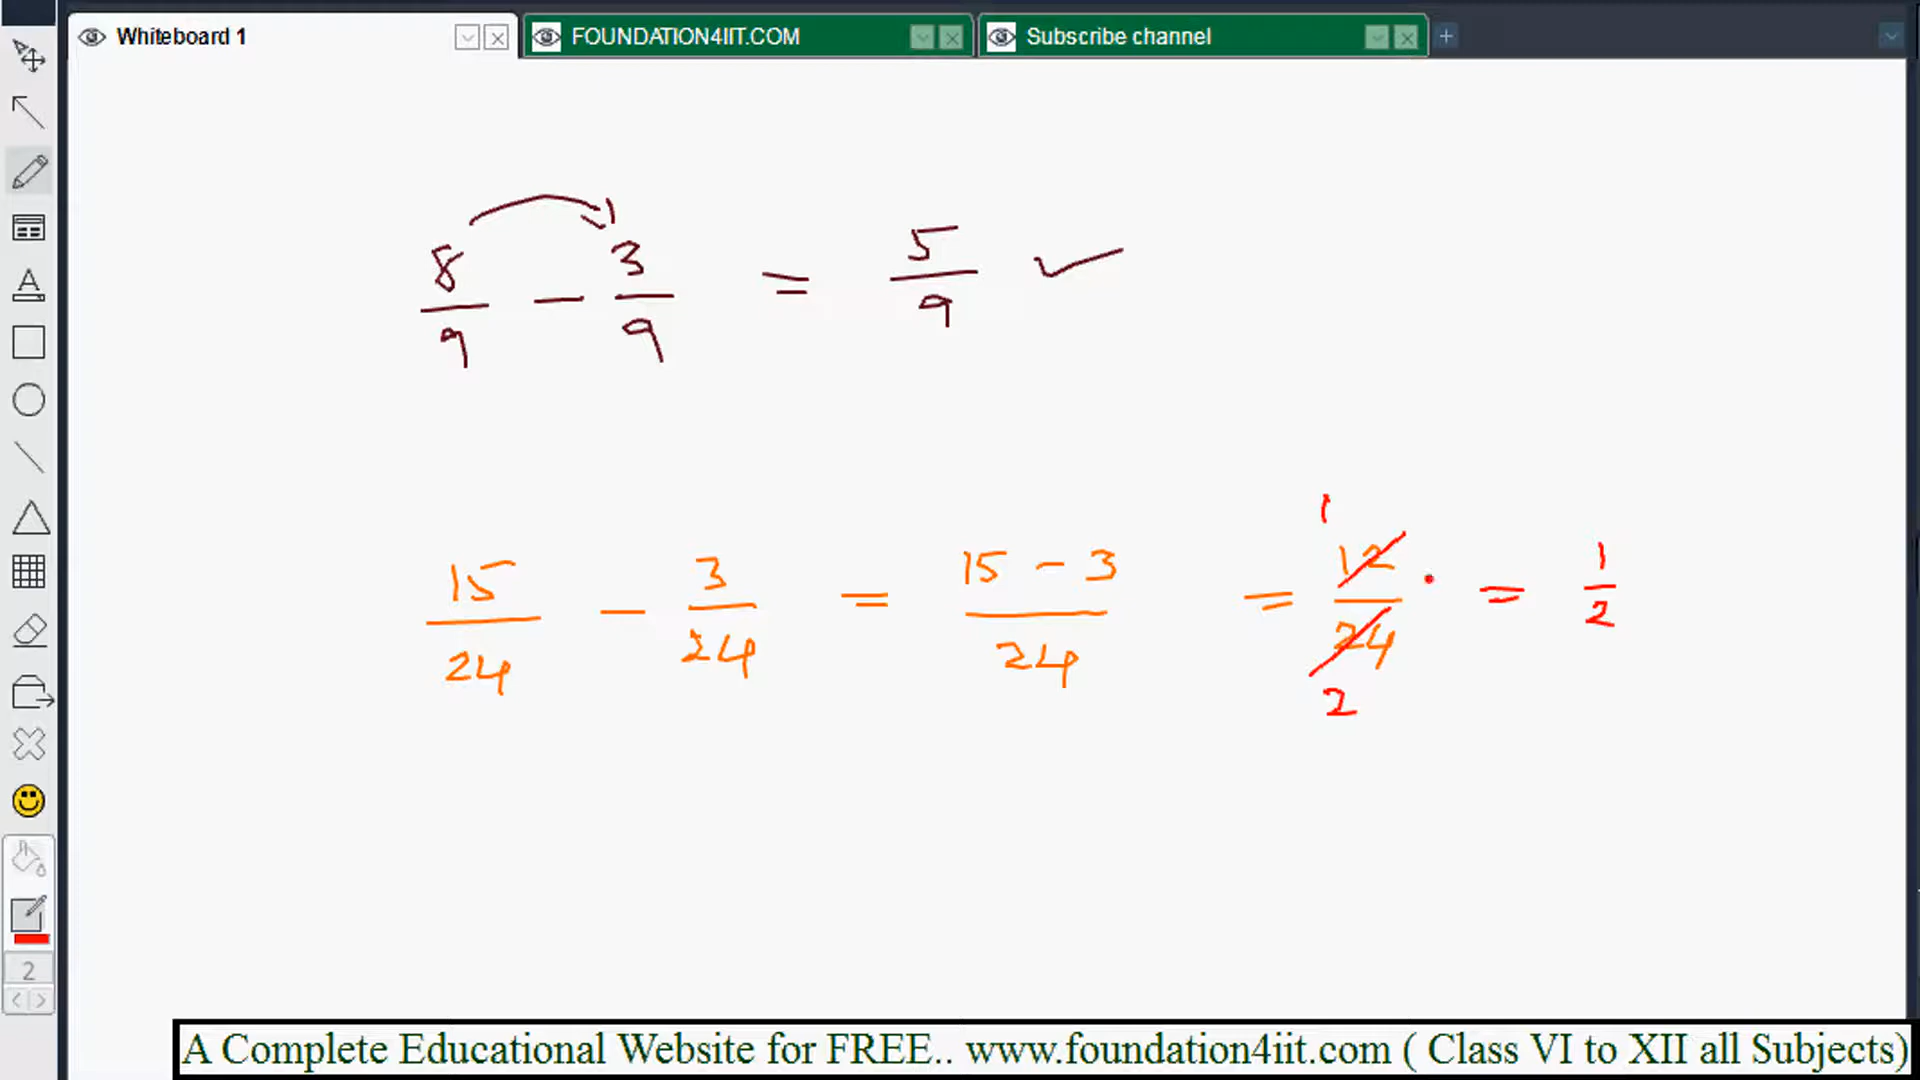 Whiteboard 1 FOUNDATION4IIT.COM Subscribe channel
8/9 - 3/9 = 5/9 ✓
15/24 - 3/24 = 15 - 3/24 = 1 12/24 2 = 1/2
2
A Complete Educational Website for FREE.. www.foundation4iit.com ( Class VI to XII all Subjects)